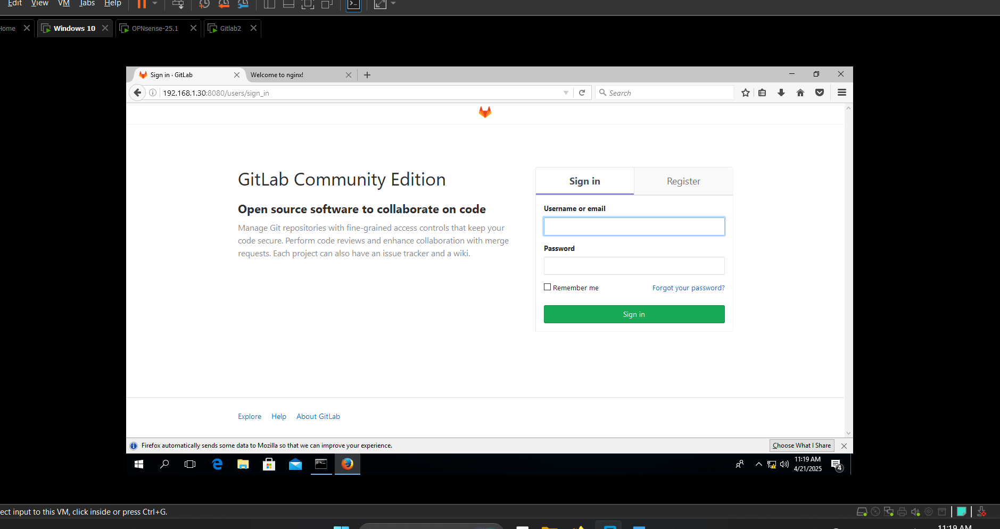 Edit View VM Tabs Help
Home Windows 10 OPNsense-25.1 Gitlab2
Sign in · GitLab Welcome to nginx!
192.168.1.30:8080/users/sign_in Search
GitLab Community Edition
Open source software to collaborate on code
Manage Git repositories with fine-grained access controls that keep your
code secure. Perform code reviews and enhance collaboration with merge
requests. Each project can also have an issue tracker and a wiki.
Sign in Register
Username or email
Password
Remember me Forgot your password?
Sign in
Explore Help About GitLab
Firefox automatically sends some data to Mozilla so that we can improve your experience. Choose What I Share
11:19 AM
4/21/2025
4
ect input to this VM, click inside or press Ctrl+G.
11:19 AM